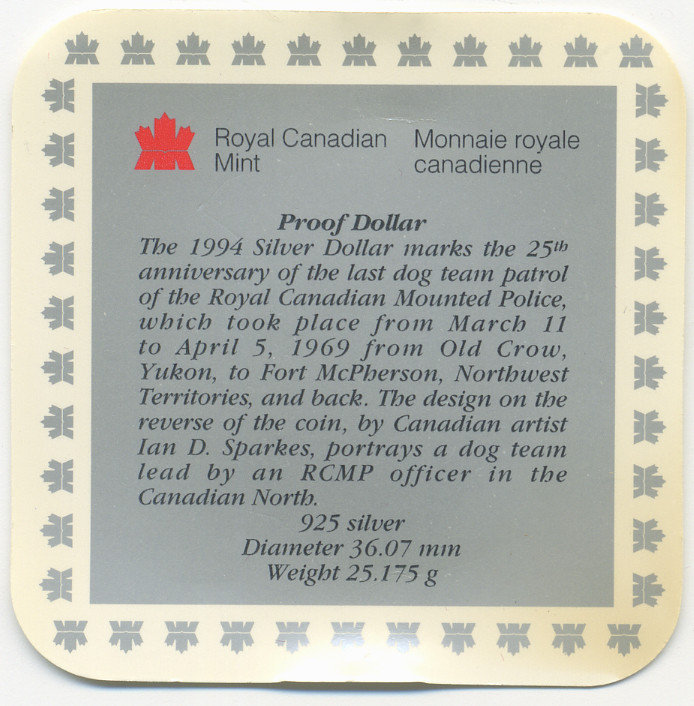 Royal Canadian Mint
Monnaie royale canadienne
Proof Dollar
The 1994 Silver Dollar marks the 25th
anniversary of the last dog team patrol
of the Royal Canadian Mounted Police,
which took place from March 11
to April 5, 1969 from Old Crow,
Yukon, to Fort McPherson, Northwest
Territories, and back. The design on the
reverse of the coin, by Canadian artist
Ian D. Sparkes, portrays a dog team
lead by an RCMP officer in the
Canadian North.
925 silver
Diameter 36.07 mm
Weight 25.175 g